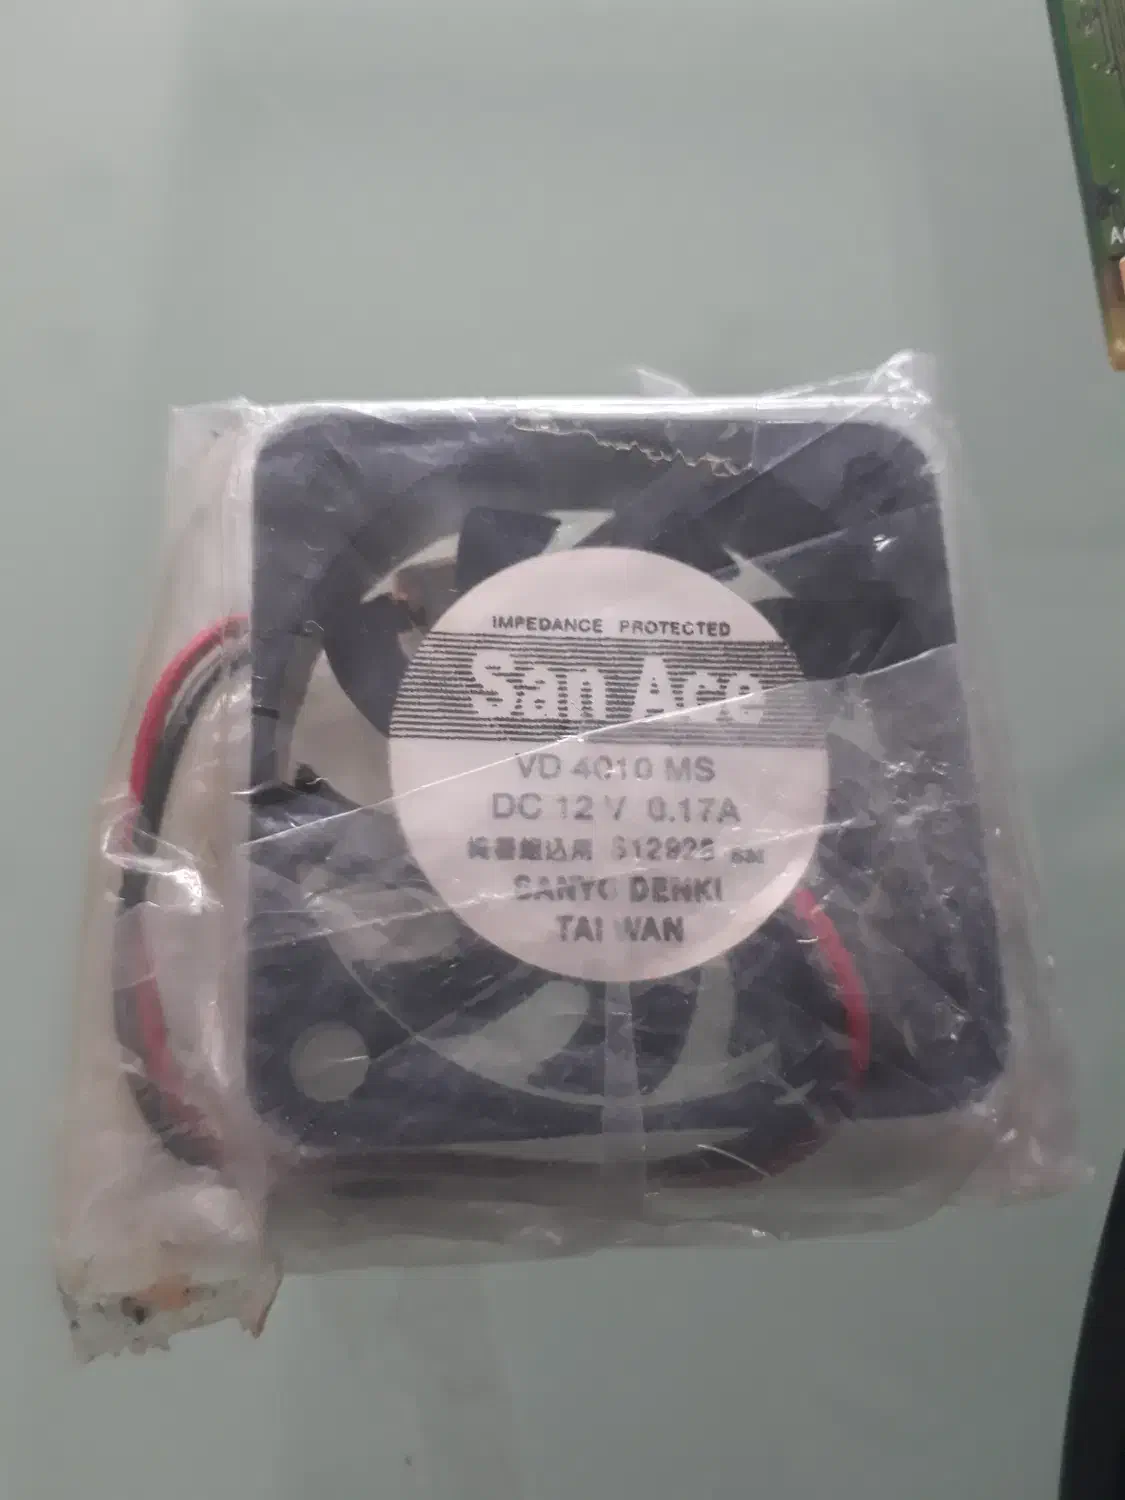 IMPEDANCE PROTECTED
San Ace
VD 4010 MS
DC 12 V 0.17A
SANYO DENKI
TAIWAN